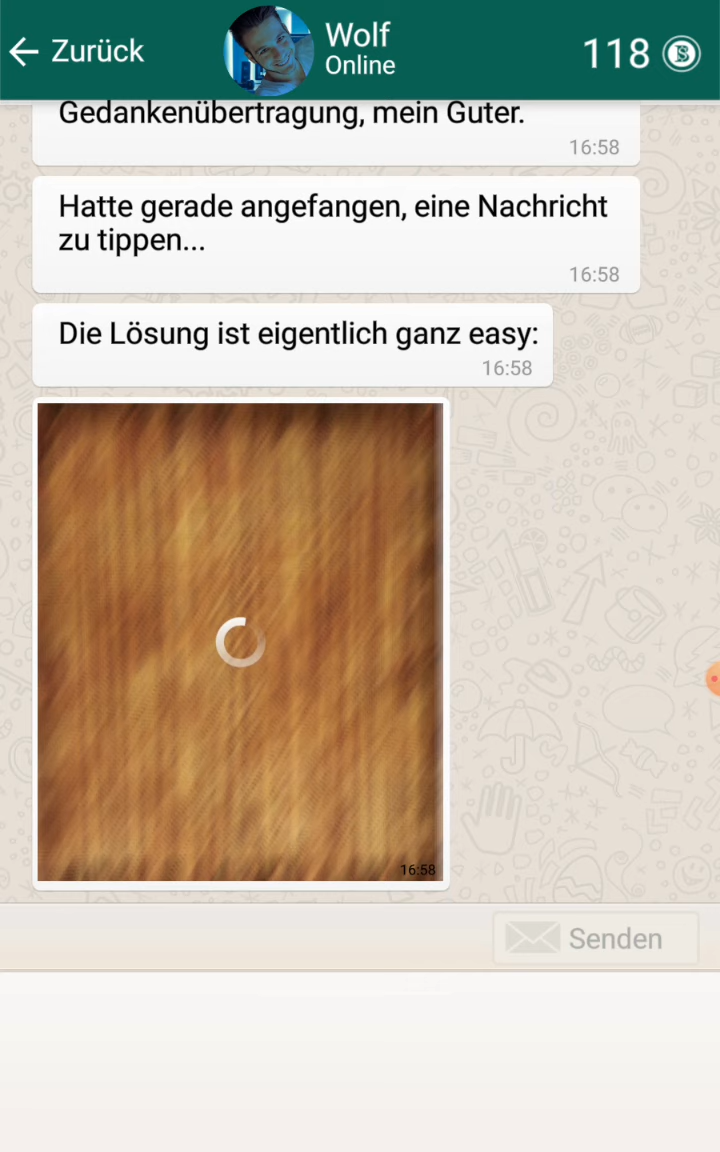 Zurück
Wolf
Online
118
Gedankenübertragung, mein Guter.
16:58
Hatte gerade angefangen, eine Nachricht
zu tippen...
16:58
Die Lösung ist eigentlich ganz easy:
16:58
16:58
Senden